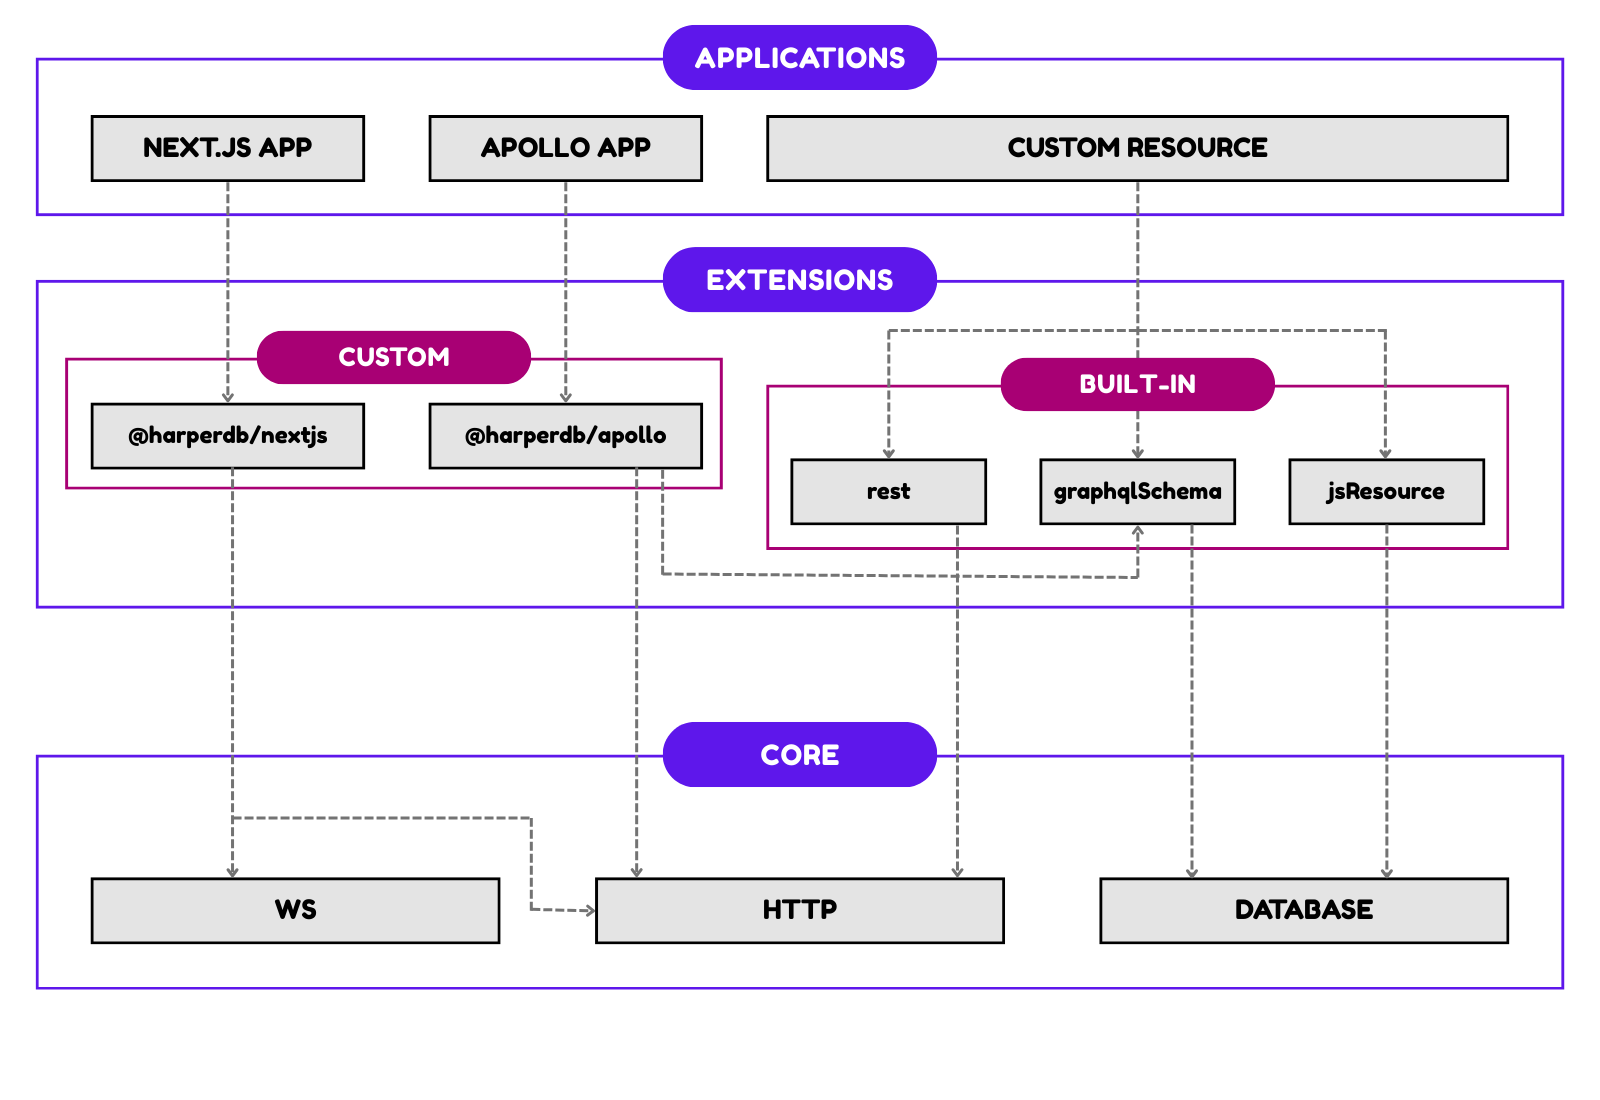 APPLICATIONS
NEXT.JS APP
APOLLO APP
CUSTOM RESOURCE
EXTENSIONS
CUSTOM
@harperdb/nextjs
@harperdb/apollo
BUILT-IN
rest
graphqlSchema
jsResource
CORE
WS
HTTP
DATABASE